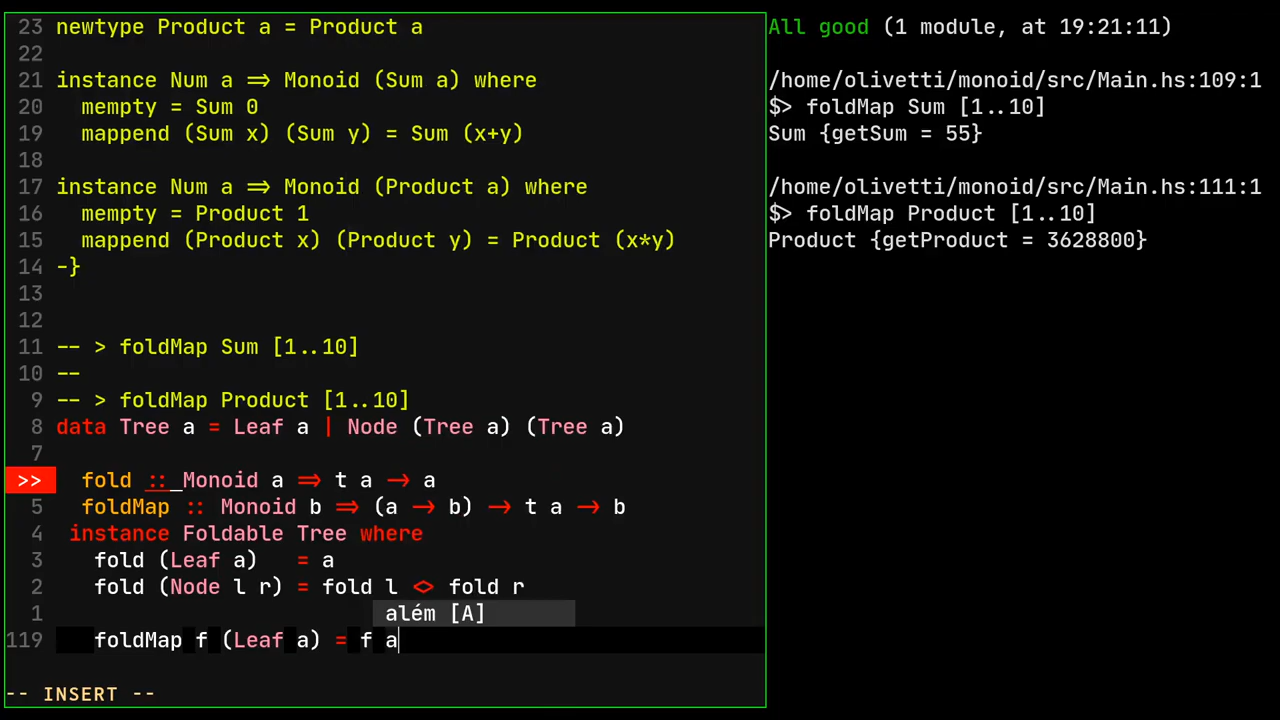 23 newtype Product a = Product a
22
21 instance Num a => Monoid (Sum a) where
20   mempty = Sum 0
19   mappend (Sum x) (Sum y) = Sum (x+y)
18
17 instance Num a => Monoid (Product a) where
16   mempty = Product 1
15   mappend (Product x) (Product y) = Product (x*y)
14 -}
13
12
11 -- > foldMap Sum [1..10]
10 --
9 -- > foldMap Product [1..10]
8 data Tree a = Leaf a | Node (Tree a) (Tree a)
7
>>   fold ::_Monoid a => t a -> a
5   foldMap :: Monoid b => (a -> b) -> t a -> b
4  instance Foldable Tree where
3    fold (Leaf a)   = a
2    fold (Node l r) = fold l <> fold r
1 além [A]
119    foldMap f (Leaf a) = f a
-- INSERT --
All good (1 module, at 19:21:11)
/home/olivetti/monoid/src/Main.hs:109:1
$> foldMap Sum [1..10]
Sum {getSum = 55}
/home/olivetti/monoid/src/Main.hs:111:1
$> foldMap Product [1..10]
Product {getProduct = 3628800}